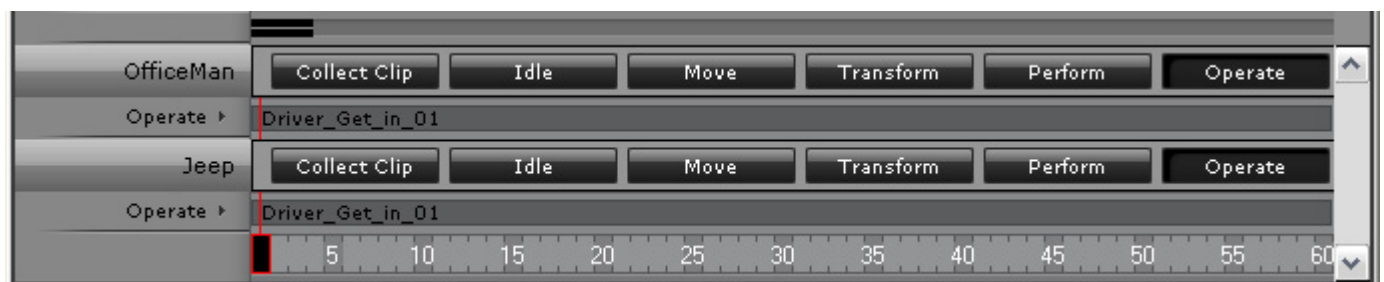 OfficeMan Collect Clip Idle Move Transform Perform Operate
Operate Driver_Get_in_01
Jeep Collect Clip Idle Move Transform Perform Operate
Operate Driver_Get_in_01
5 10 15 20 25 30 35 40 45 50 55 60